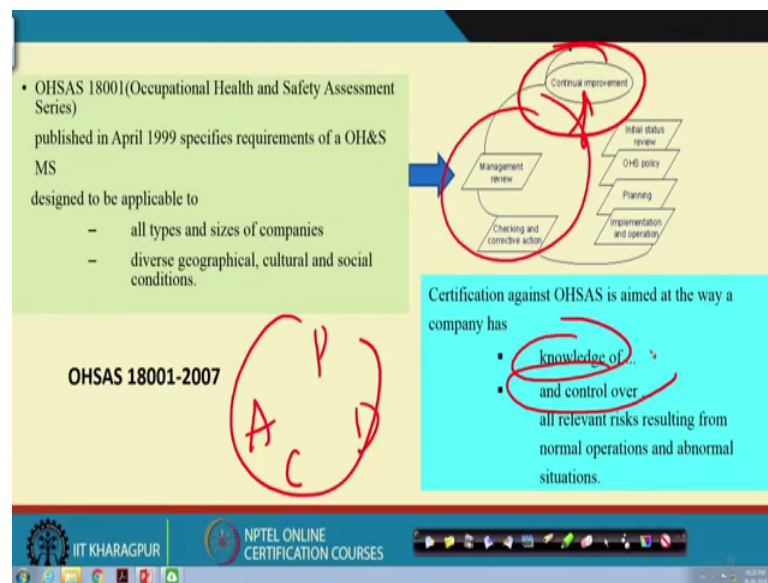 • OHSAS 18001(Occupational Health and Safety Assessment
Series)
published in April 1999 specifies requirements of a OH&S
MS
designed to be applicable to
– all types and sizes of companies
– diverse geographical, cultural and social
conditions.
OHSAS 18001-2007
P
A
D
C
Continual improvement
Initial status
review
OHS policy
Planning
Implementation
and operation
Management
review
Checking and
corrective action
Certification against OHSAS is aimed at the way a
company has
▪ knowledge of ...
▪ and control over ..
all relevant risks resulting from
normal operations and abnormal
situations.
IIT KHARAGPUR
NPTEL ONLINE
CERTIFICATION COURSES